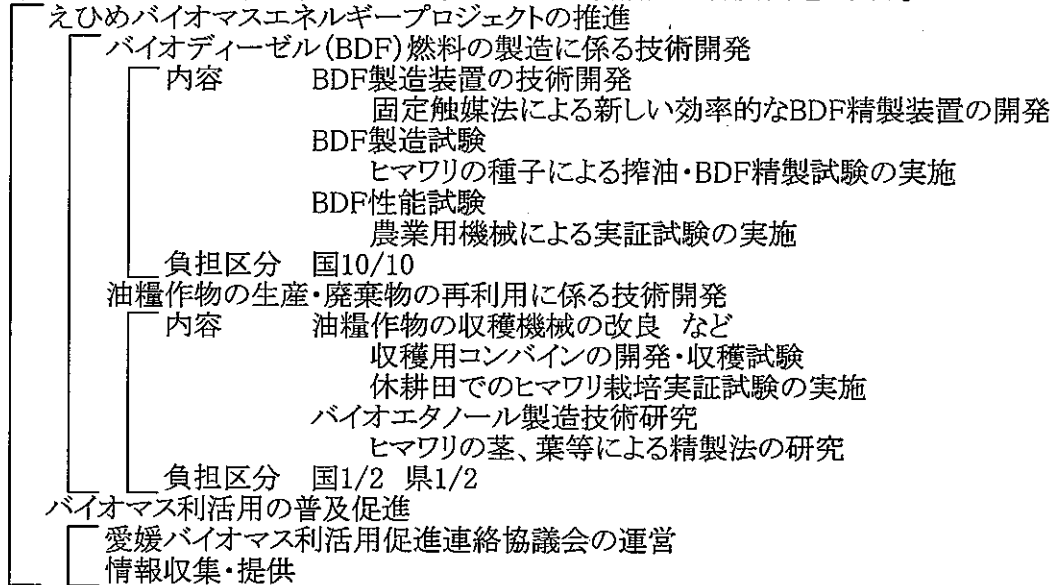 えひめバイオマスエネルギープロジェクトの推進
バイオディーゼル(BDF)燃料の製造に係る技術開発
内容 BDF製造装置の技術開発
固定触媒法による新しい効率的なBDF精製装置の開発
BDF製造試験
ヒマワリの種子による搾油・BDF精製試験の実施
BDF性能試験
農業用機械による実証試験の実施
負担区分 国10/10
油糧作物の生産・廃棄物の再利用に係る技術開発
内容 油糧作物の収穫機械の改良 など
収穫用コンバインの開発・収穫試験
休耕田でのヒマワリ栽培実証試験の実施
バイオエタノール製造技術研究
ヒマワリの茎、葉等による精製法の研究
負担区分 国1/2 県1/2
バイオマス利活用の普及促進
愛媛バイオマス利活用促進連絡協議会の運営
情報収集・提供